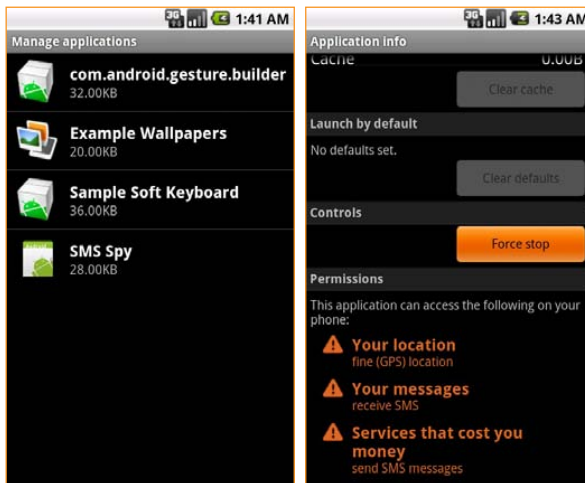 3G 1:41 AM
Manage applications
com.android.gesture.builder
32.00KB
Example Wallpapers
20.00KB
Sample Soft Keyboard
36.00KB
SMS Spy
28.00KB
3G 1:43 AM
Application info
Cache 0.00B
Clear cache
Launch by default
No defaults set.
Clear defaults
Controls
Force stop
Permissions
This application can access the following on your
phone:
Your location
fine (GPS) location
Your messages
receive SMS
Services that cost you
money
send SMS messages